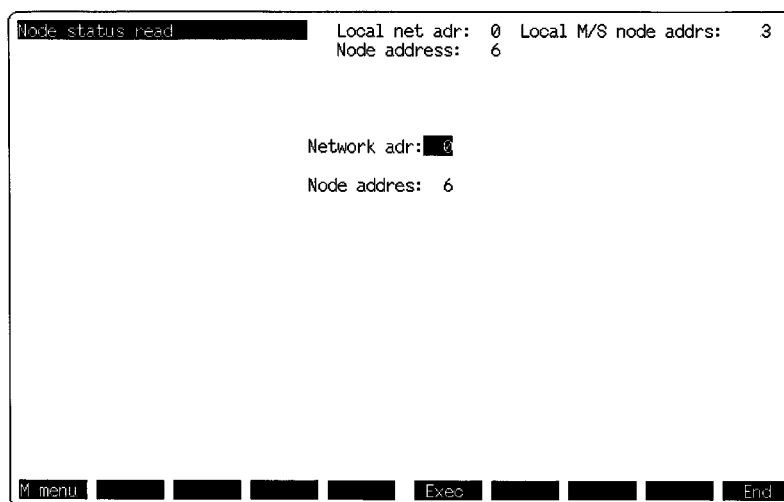 Node status read Local net adr: 0 Local M/S node addrs: 3
Node address: 6
Network adr: 0
Node addres: 6
M menu Exec End